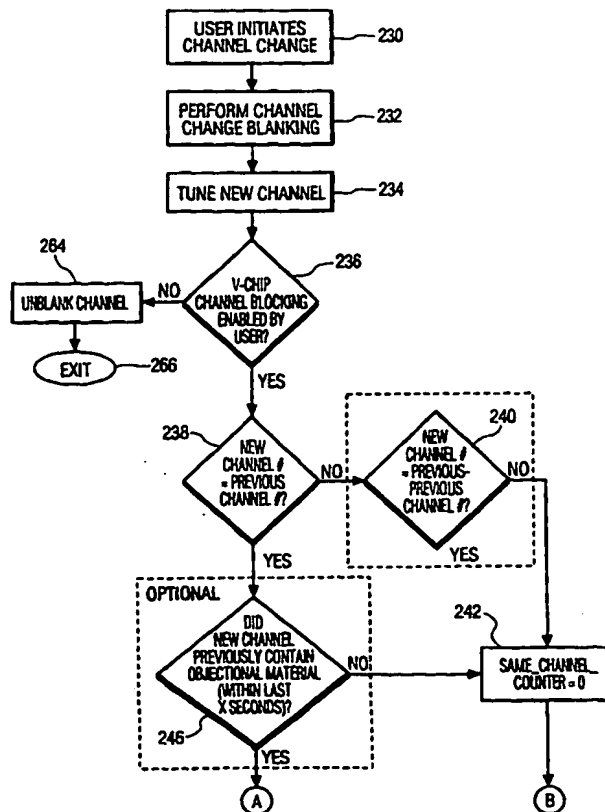 USER INITIATES
CHANNEL CHANGE
230
PERFORM CHANNEL
CHANGE BLANKING
232
TUNE NEW CHANNEL
234
236
V-CHIP
CHANNEL BLOCKING
ENABLED BY
USER?
NO
264
UNBLANK CHANNEL
EXIT
266
YES
238
NEW
CHANNEL #
= PREVIOUS
CHANNEL #?
NO
240
NEW
CHANNEL #
= PREVIOUS-
PREVIOUS
CHANNEL #?
NO
YES
YES
OPTIONAL
DID
NEW CHANNEL
PREVIOUSLY CONTAIN
OBJECTIONAL MATERIAL
(WITHIN LAST
X SECONDS)?
NO
246
YES
242
SAME_CHANNEL_
COUNTER = 0
A
B